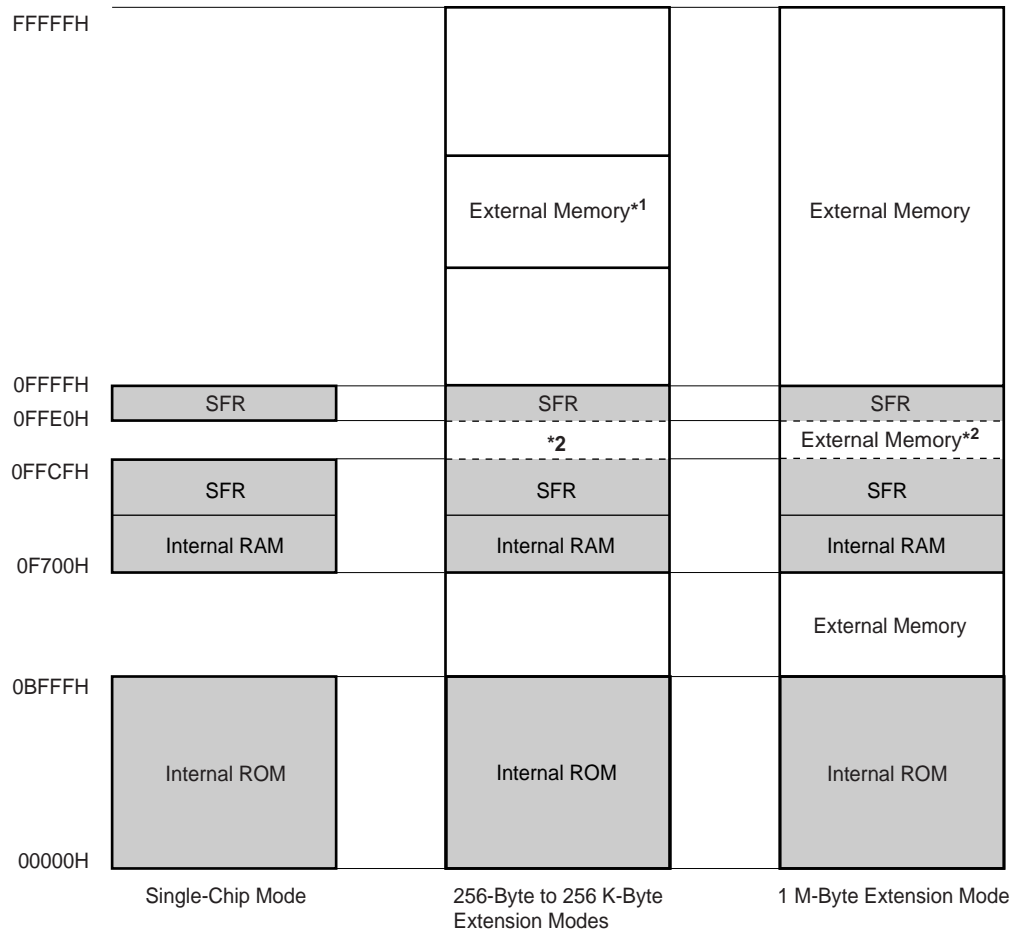 FFFFFH
External Memory*1
External Memory
0FFFFH
SFR
SFR
SFR
0FFE0H
*2
External Memory*2
0FFCFH
SFR
SFR
SFR
Internal RAM
Internal RAM
Internal RAM
0F700H
External Memory
0BFFFH
Internal ROM
Internal ROM
Internal ROM
00000H
Single-Chip Mode
256-Byte to 256 K-Byte
Extension Modes
1 M-Byte Extension Mode